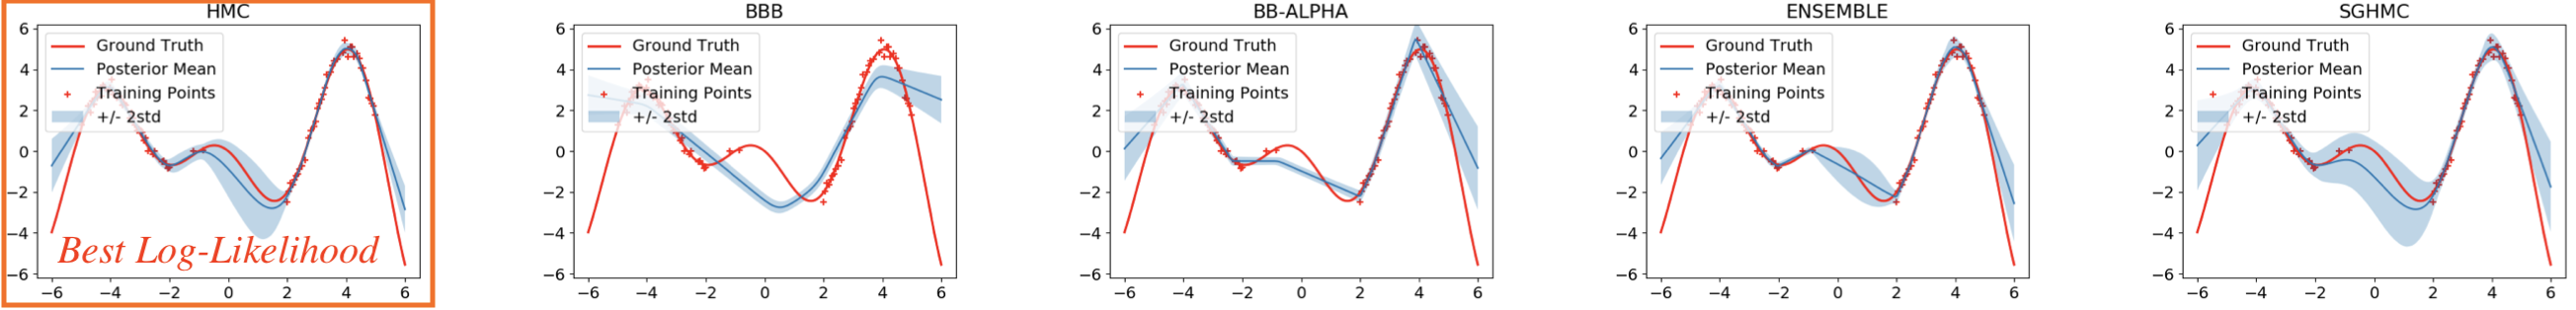 HMC
Ground Truth
Posterior Mean
Training Points
+/- 2std
Best Log-Likelihood
6
4
2
0
−2
−4
−6
−6 −4 −2 0 2 4 6
BBB
Ground Truth
Posterior Mean
Training Points
+/- 2std
6
4
2
0
−2
−4
−6
−6 −4 −2 0 2 4 6
BB-ALPHA
Ground Truth
Posterior Mean
Training Points
+/- 2std
6
4
2
0
−2
−4
−6
−6 −4 −2 0 2 4 6
ENSEMBLE
Ground Truth
Posterior Mean
Training Points
+/- 2std
6
4
2
0
−2
−4
−6
−6 −4 −2 0 2 4 6
SGHMC
Ground Truth
Posterior Mean
Training Points
+/- 2std
6
4
2
0
−2
−4
−6
−6 −4 −2 0 2 4 6